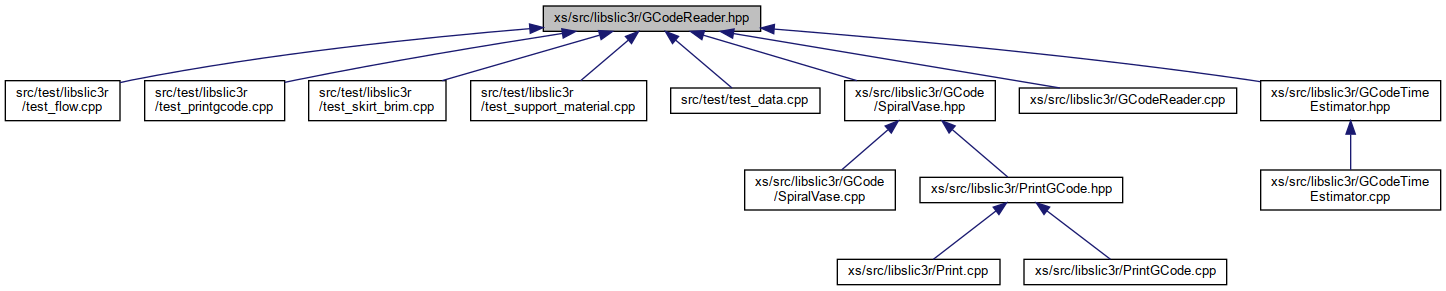 xs/src/libslic3r/GCodeReader.hpp
src/test/libslic3r
/test_flow.cpp
src/test/libslic3r
/test_printgcode.cpp
src/test/libslic3r
/test_skirt_brim.cpp
src/test/libslic3r
/test_support_material.cpp
src/test/test_data.cpp
xs/src/libslic3r/GCode
/SpiralVase.hpp
xs/src/libslic3r/GCodeReader.cpp
xs/src/libslic3r/GCodeTime
Estimator.hpp
xs/src/libslic3r/GCode
/SpiralVase.cpp
xs/src/libslic3r/PrintGCode.hpp
xs/src/libslic3r/GCodeTime
Estimator.cpp
xs/src/libslic3r/Print.cpp
xs/src/libslic3r/PrintGCode.cpp